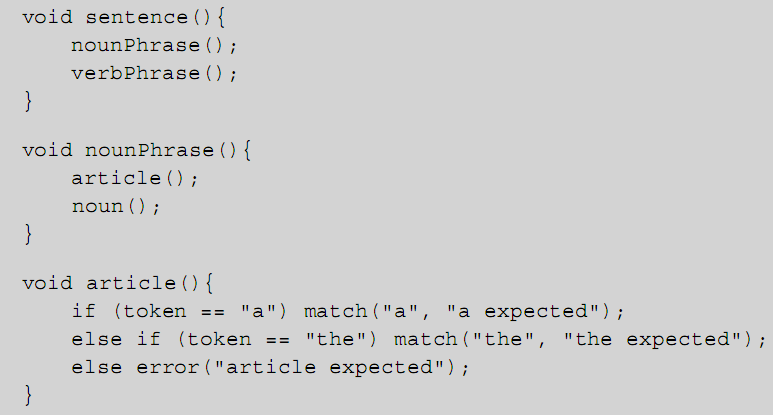 void sentence(){
    nounPhrase();
    verbPhrase();
}
void nounPhrase(){
    article();
    noun();
}
void article(){
    if (token == "a") match("a", "a expected");
    else if (token == "the") match("the", "the expected");
    else error("article expected");
}